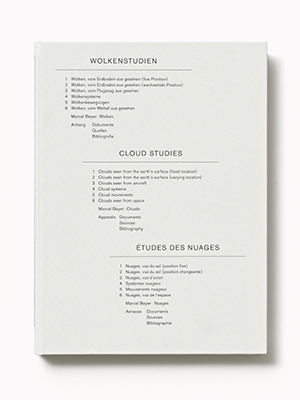 WOLKENSTUDIEN
1 Wolken, vom Erdboden aus gesehen (fixe Position)
2 Wolken, vom Erdboden aus gesehen (wechselnde Position)
3 Wolken, vom Flugzeug aus gesehen
4 Wolkensysteme
5 Wolkenbewegungen
6 Wolken, vom Weltall aus gesehen
Marcel Beyer: Wolken
Anhang Dokumente
Quellen
Bibliografie
CLOUD STUDIES
1 Clouds seen from the earth's surface (fixed location)
2 Clouds seen from the earth's surface (varying location)
3 Clouds seen from aircraft
4 Cloud systems
5 Cloud movements
6 Clouds seen from space
Marcel Beyer: Clouds
Appendix Documents
Sources
Bibliography
ÉTUDES DES NUAGES
1 Nuages, vus du sol (position fixe)
2 Nuages, vus du sol (position changeante)
3 Nuages, vus d'avion
4 Systèmes nuageux
5 Mouvements nuageux
6 Nuages, vus de l'espace
Marcel Beyer: Nuages
Annexes Documents
Sources
Bibliographie